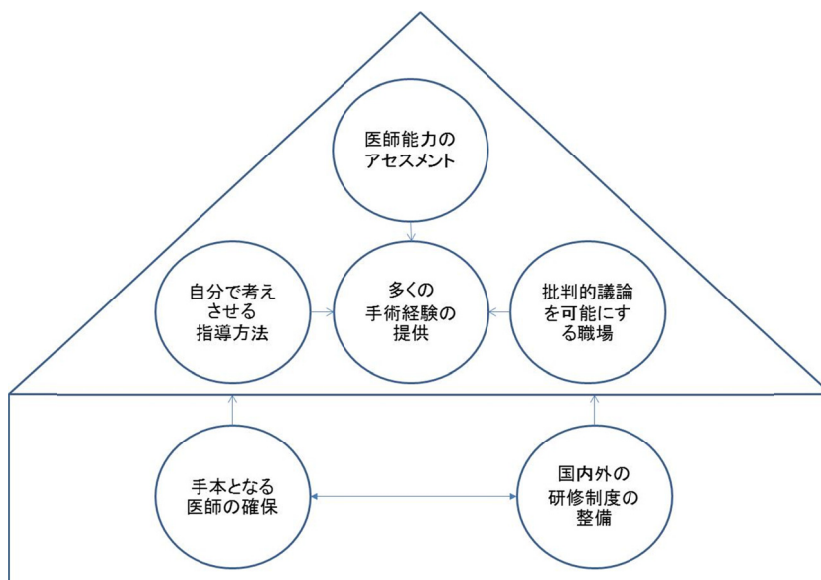 医師能力の
アセスメント
自分で考え
させる
指導方法
多くの
手術経験の
提供
批判的議論
を可能にす
る職場
手本となる
医師の確保
国内外の
研修制度の
整備